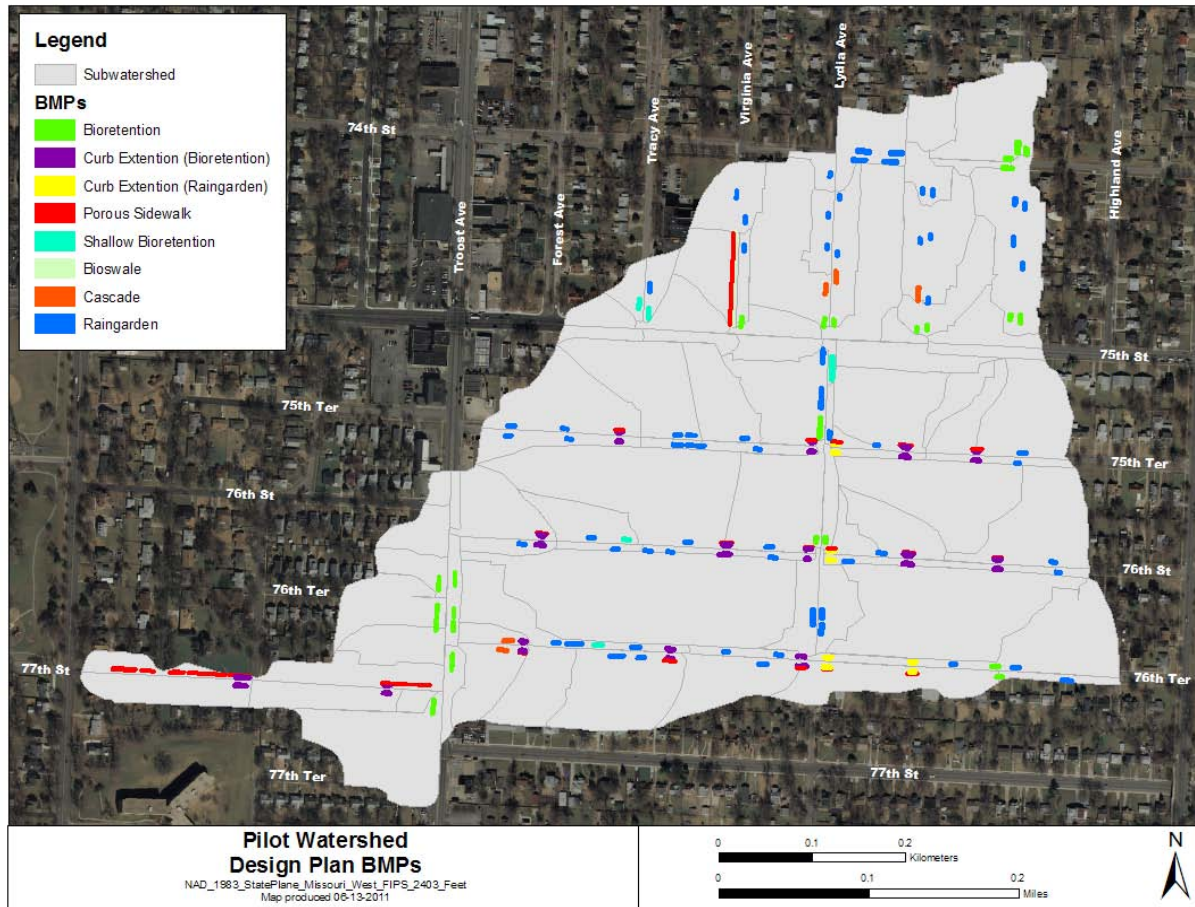 Legend
Subwatershed
BMPs
Bioretention
Curb Extention (Bioretention)
Curb Extention (Raingarden)
Porous Sidewalk
Shallow Bioretention
Bioswale
Cascade
Raingarden
74th St
Troost Ave
Forest Ave
Tracy Ave
Virginia Ave
Lydia Ave
Highland Ave
75th St
75th Ter
75th Ter
76th St
76th St
76th Ter
77th St
76th Ter
77th Ter
77th St
Pilot Watershed
Design Plan BMPs
NAD_1983_StatePlane_Missouri_West_FIPS_2403_Feet
Map produced 06-13-2011
0 0.1 0.2
Kilometers
0 0.1 0.2
Miles
N